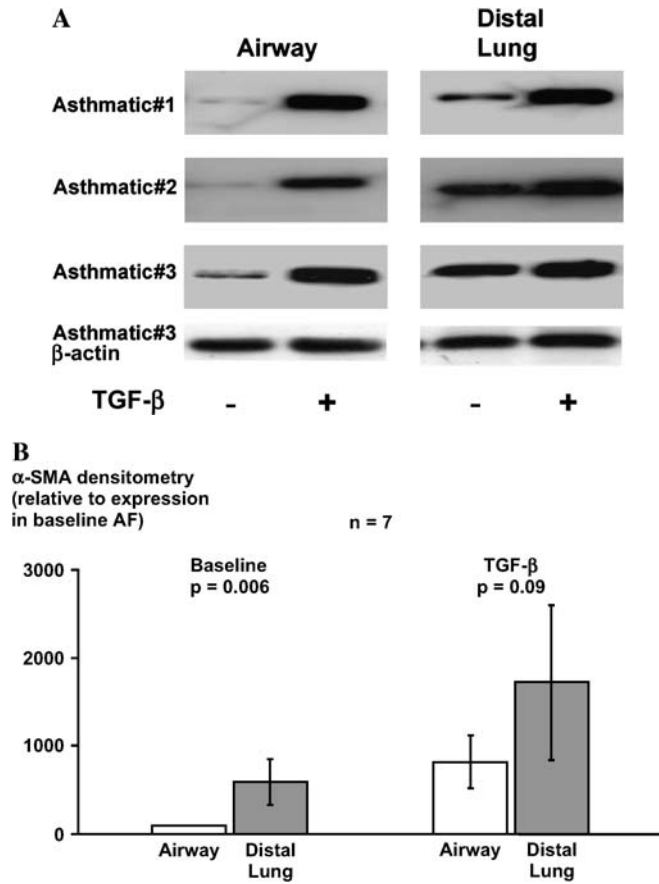 A
Airway
Distal
Lung
Asthmatic#1
Asthmatic#2
Asthmatic#3
Asthmatic#3
β-actin
TGF-β - + - +
B
α-SMA densitometry
(relative to expression
in baseline AF)
n = 7
Baseline
p = 0.006
TGF-β
p = 0.09
3000
2000
1000
0
Airway Distal Airway Distal
Lung Lung